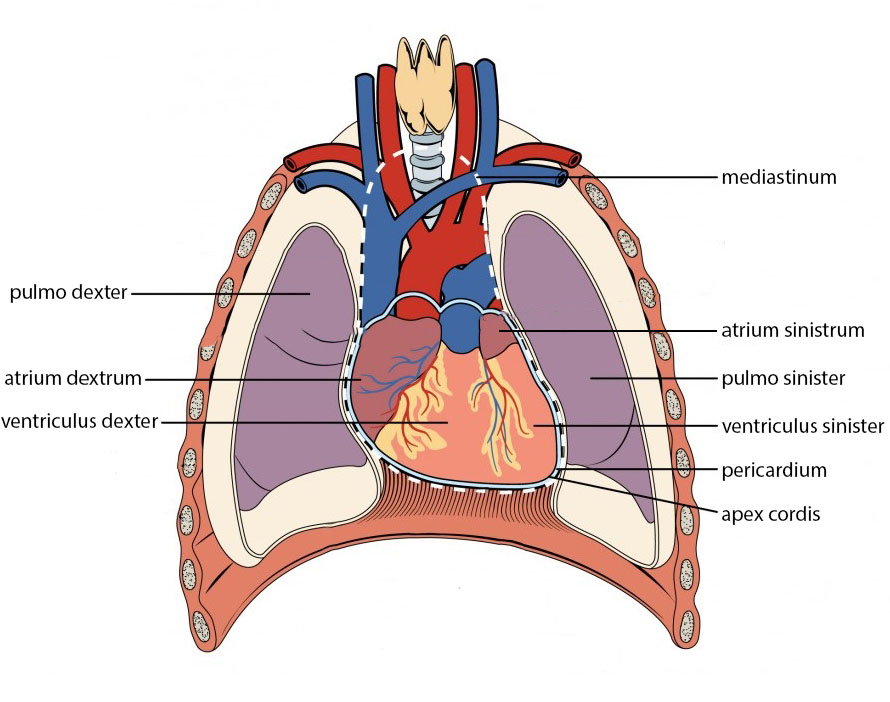 mediastinum
pulmo dexter
atrium sinistrum
atrium dextrum
pulmo sinister
ventriculus dexter
ventriculus sinister
pericardium
apex cordis